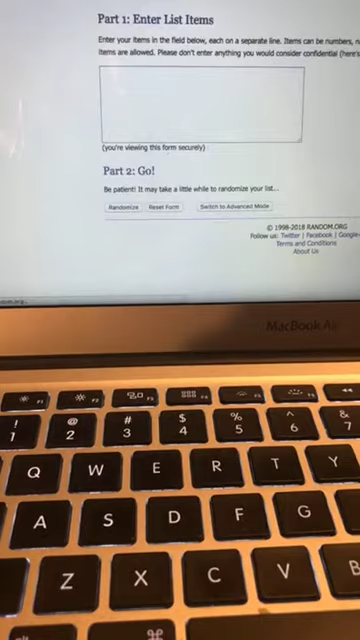 Part 1: Enter List Items
Enter your items in the field below, each on a separate line. Items can be numbers,
items are allowed. Please don't enter anything you would consider confidential (here's
(you're viewing this form securely)
Part 2: Go!
Be patient! It may take a little while to randomize your list...
Randomize Reset Form Switch to Advanced Mode
© 1998-2018 RANDOM.ORG
Follow us: Twitter | Facebook | Google
Terms and Conditions
About Us
MacBook Air
F1 F2 F3 F4 F5 F6
! @ # $ % ^ &
1 2 3 4 5 6 7
Q W E R T Y
A S D F G
Z X C V B
alt ⌘